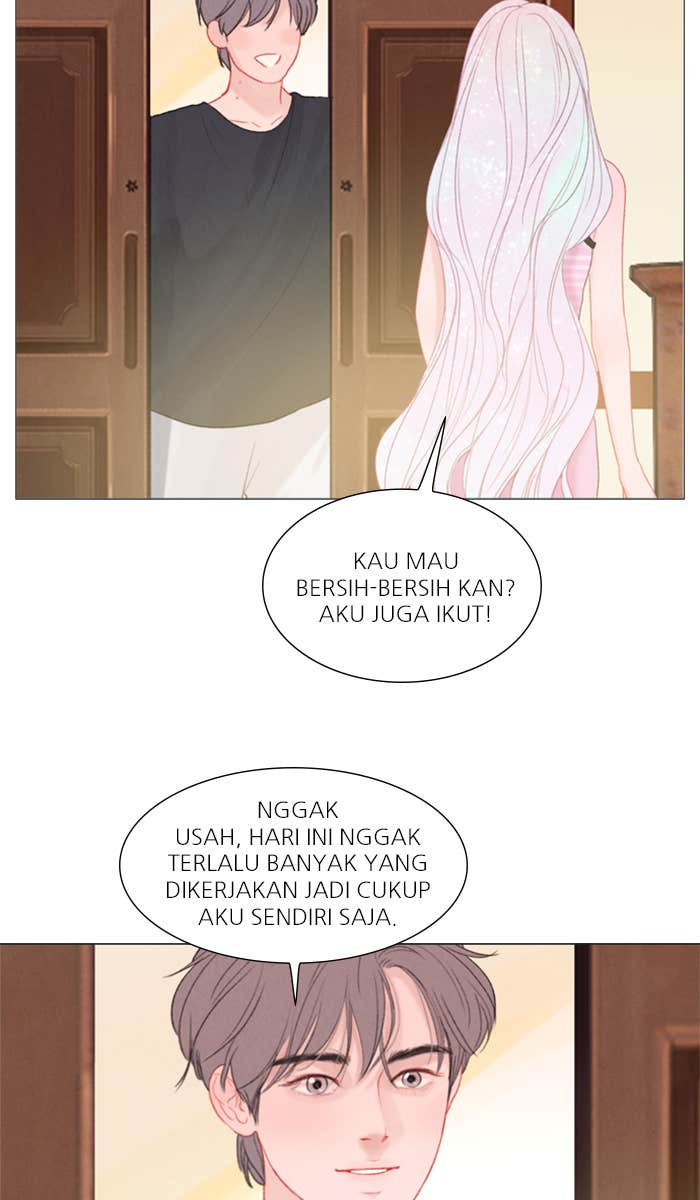 KAU MAU
BERSIH-BERSIH KAN?
AKU JUGA IKUT!
NGGAK
USAH, HARI INI NGGAK
TERLALU BANYAK YANG
DIKERJAKAN JADI CUKUP
AKU SENDIRI SAJA.